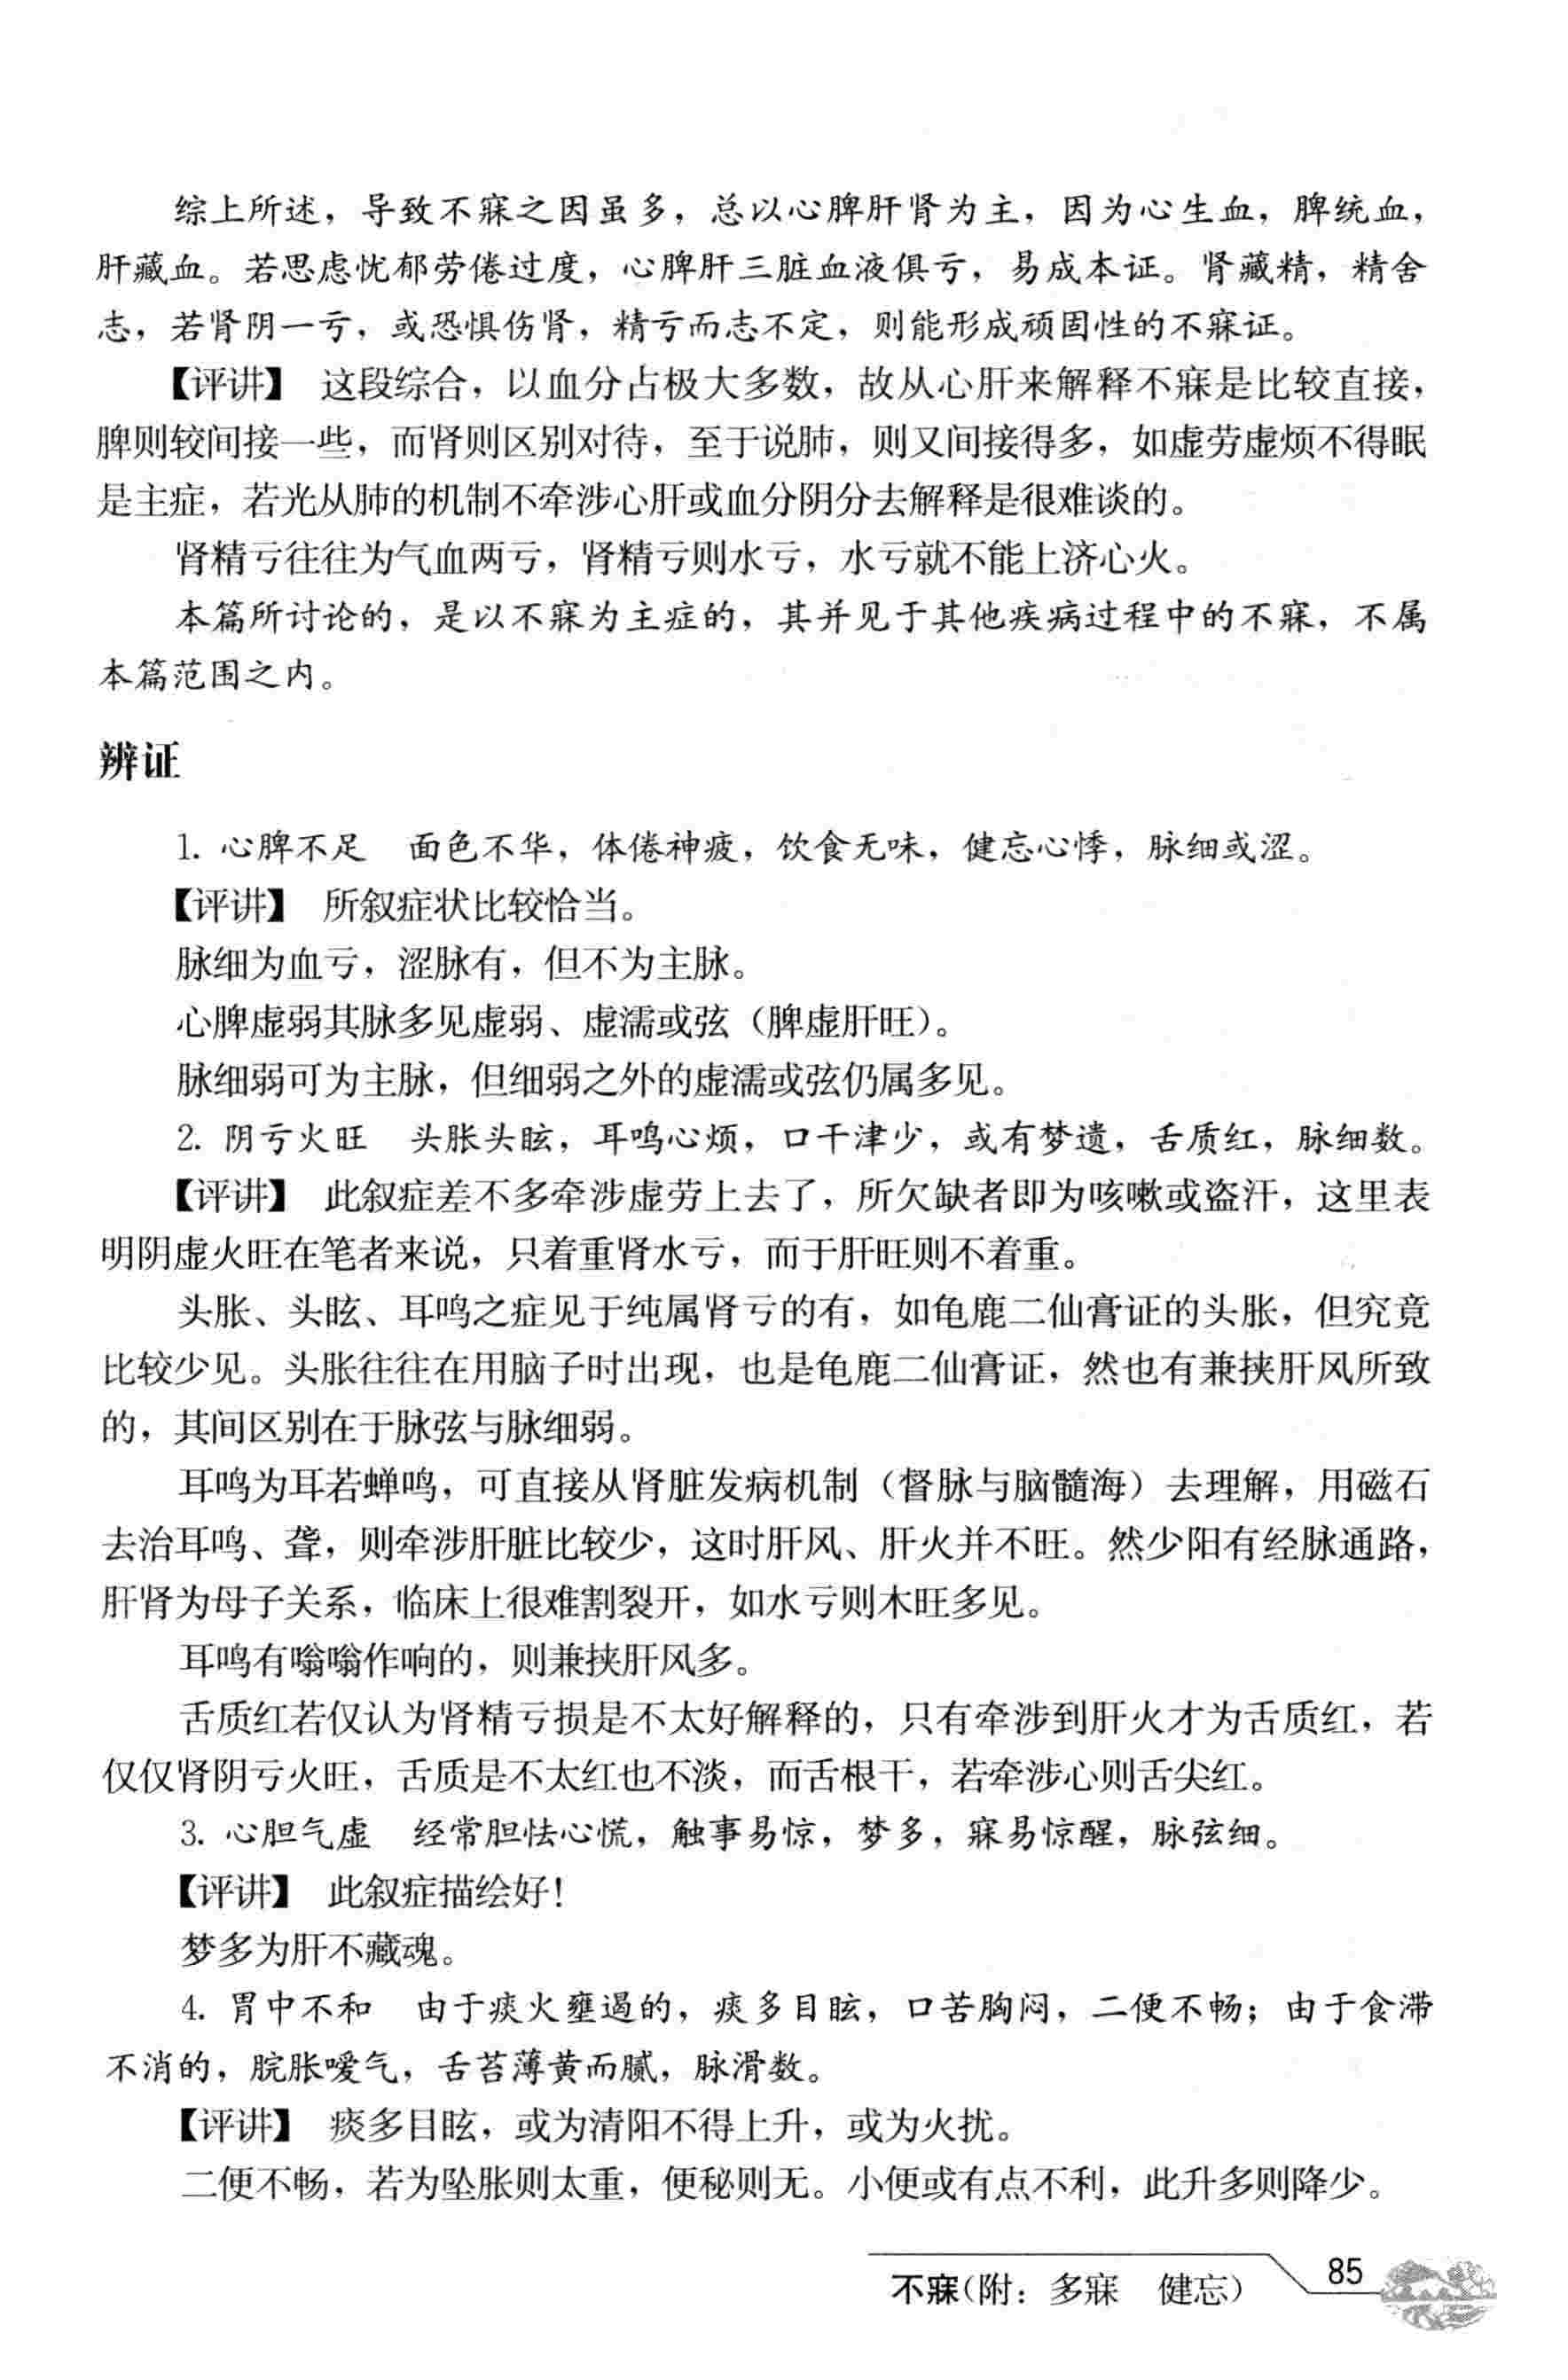 综上所述，导致不寐之因虽多，总以心脾肝肾为主，因为心生血，脾统血，
肝藏血。若思虑忧郁劳倦过度，心脾肝三脏血液俱亏，易成本证。肾藏精，精舍
志，若肾阴一亏，或恐惧伤肾，精亏而志不定，则能形成顽固性的不寐证。
【评讲】 这段综合，以血分占极大多数，故从心肝来解释不寐是比较直接，
脾则较间接一些，而肾则区别对待，至于说肺，则又间接得多，如虚劳虚烦不得眠
是主症，若光从肺的机制不牵涉心肝或血分阴分去解释是很难谈的。
肾精亏往往为气血两亏，肾精亏则水亏，水亏就不能上济心火。
本篇所讨论的，是以不寐为主症的，其并见于其他疾病过程中的不寐，不属
本篇范围之内。
辨证
1. 心脾不足 面色不华，体倦神疲，饮食无味，健忘心悸，脉细或涩。
【评讲】 所叙症状比较恰当。
脉细为血亏，涩脉有，但不为主脉。
心脾虚弱其脉多见虚弱、虚濡或弦（脾虚肝旺）。
脉细弱可为主脉，但细弱之外的虚濡或弦仍属多见。
2. 阴亏火旺 头胀头眩，耳鸣心烦，口干津少，或有梦遗，舌质红，脉细数。
【评讲】 此叙症差不多牵涉虚劳上去了，所欠缺者即为咳嗽或盗汗，这里表
明阴虚火旺在笔者来说，只着重肾水亏，而于肝旺则不着重。
头胀、头眩、耳鸣之症见于纯属肾亏的有，如龟鹿二仙膏证的头胀，但究竟
比较少见。头胀往往在用脑子时出现，也是龟鹿二仙膏证，然也有兼挟肝风所致
的，其间区别在于脉弦与脉细弱。
耳鸣为耳若蝉鸣，可直接从肾脏发病机制（督脉与脑髓海）去理解，用磁石
去治耳鸣、聋，则牵涉肝脏比较少，这时肝风、肝火并不旺。然少阳有经脉通路，
肝肾为母子关系，临床上很难割裂开，如水亏则木旺多见。
耳鸣有嗡嗡作响的，则兼挟肝风多。
舌质红若仅认为肾精亏损是不太好解释的，只有牵涉到肝火才为舌质红，若
仅仅肾阴亏火旺，舌质是不太红也不淡，而舌根干，若牵涉心则舌尖红。
3. 心胆气虚 经常胆怯心慌，触事易惊，梦多，寐易惊醒，脉弦细。
【评讲】 此叙症描绘好！
梦多为肝不藏魂。
4. 胃中不和 由于痰火壅遏的，痰多目眩，口苦胸闷，二便不畅；由于食滞
不消的，脘胀嗳气，舌苔薄黄而腻，脉滑数。
【评讲】 痰多目眩，或为清阳不得上升，或为火扰。
二便不畅，若为坠胀则太重，便秘则无。小便或有点不利，此升多则降少。
不寐（附：多寐 健忘） 85